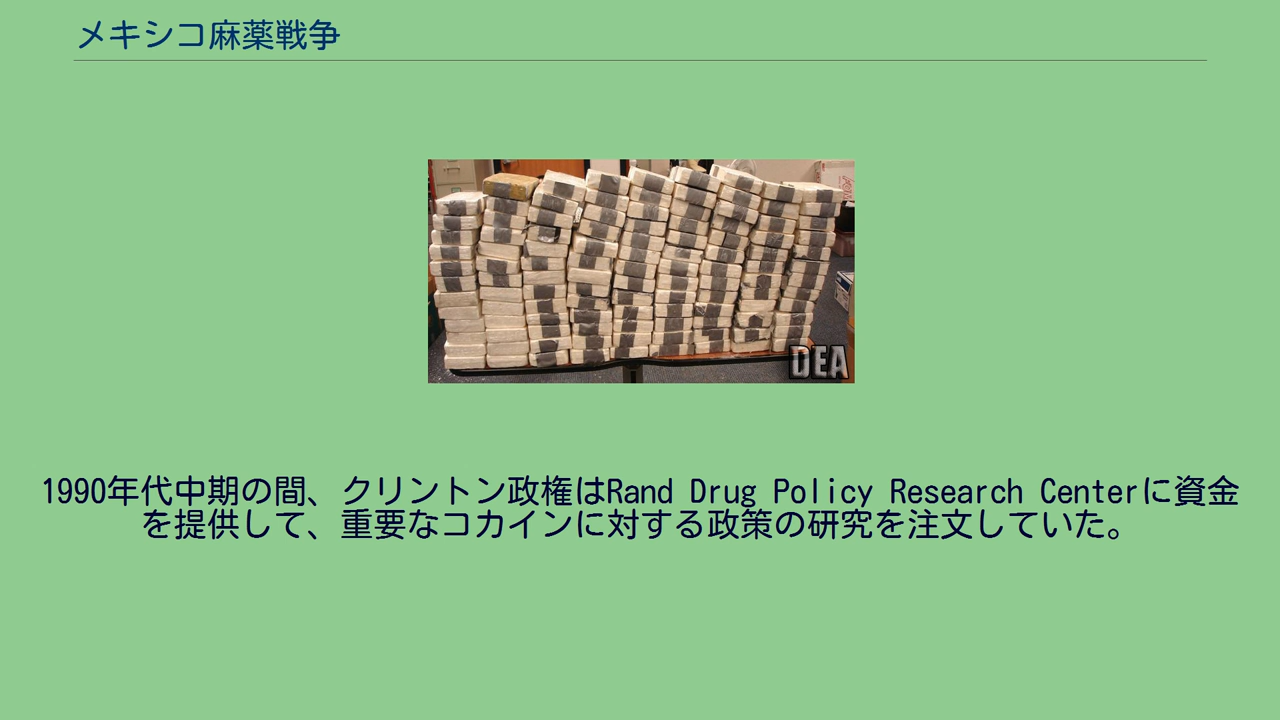 メキシコ麻薬戦争
DEA
1990年代中期の間、クリントン政権はRand Drug Policy Research Centerに資金
を提供して、重要なコカインに対する政策の研究を注文していた。